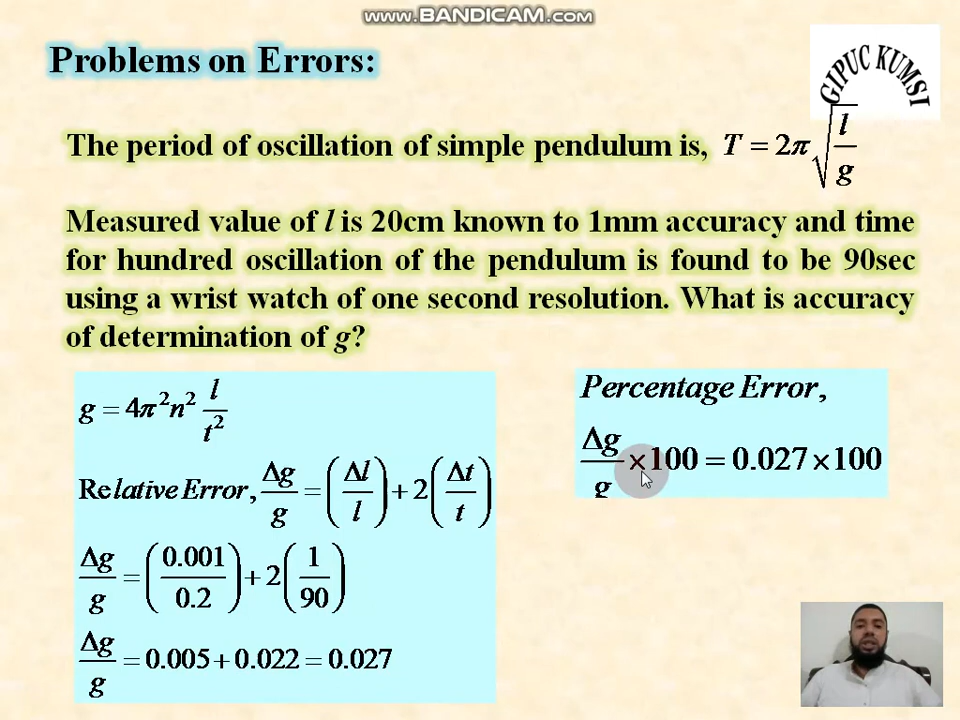 www.BANDICAM.com
Problems on Errors:
GIPUC KUMSI
The period of oscillation of simple pendulum is, T = 2π√(l/g)
Measured value of l is 20cm known to 1mm accuracy and time
for hundred oscillation of the pendulum is found to be 90sec
using a wrist watch of one second resolution. What is accuracy
of determination of g?
g = 4π²n² l/t²
Relative Error, Δg/g = (Δl/l) + 2(Δt/t)
Δg/g = (0.001/0.2) + 2(1/90)
Δg/g = 0.005 + 0.022 = 0.027
Percentage Error,
Δg/g × 100 = 0.027 × 100